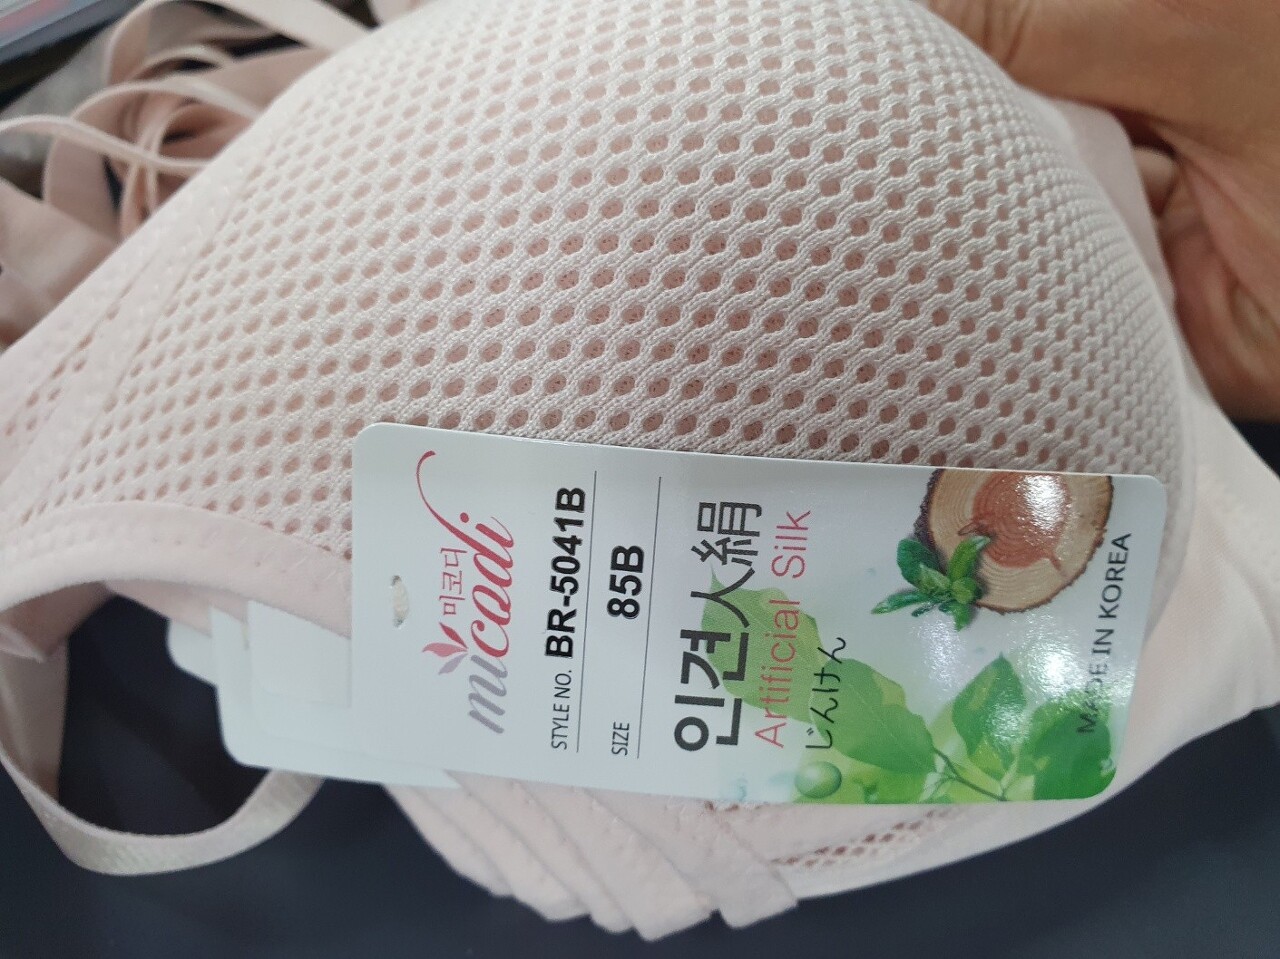 미코디
micodi
STYLE NO. BR-5041B
SIZE 85B
인견人絹
Artificial Silk
じんけん
MADE IN KOREA